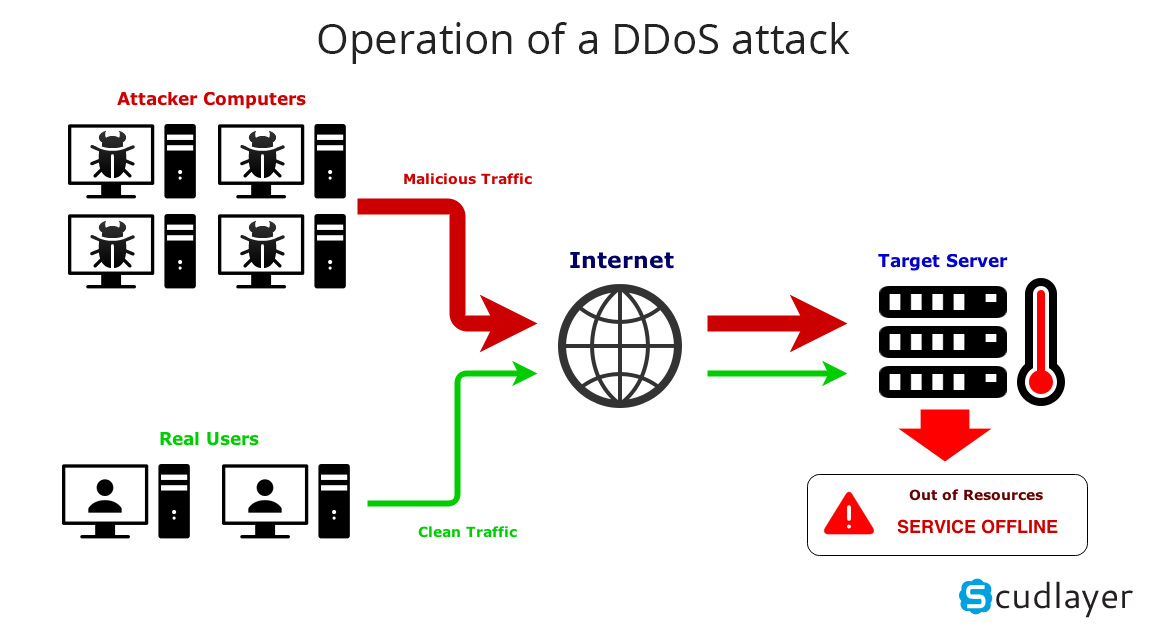 Operation of a DDoS attack
Attacker Computers
Malicious Traffic
Internet
Target Server
Real Users
Clean Traffic
Out of Resources
SERVICE OFFLINE
Scudlayer